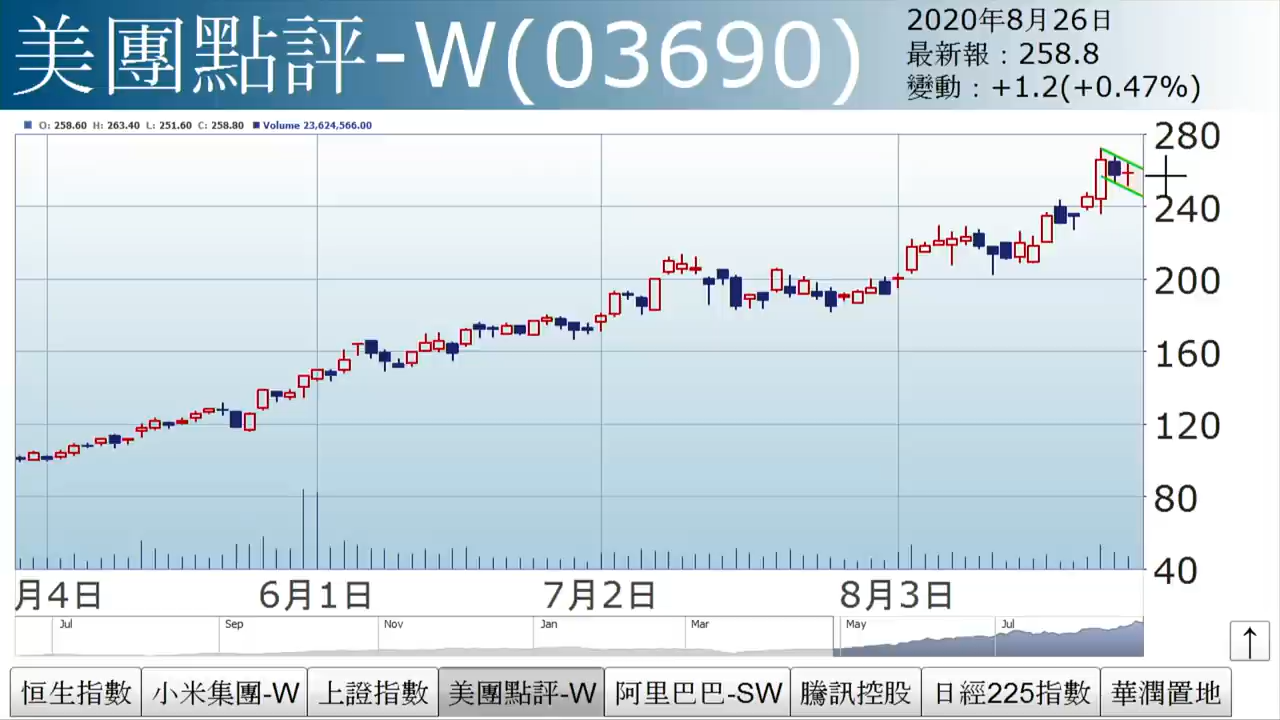 美團點評-W(03690)
2020年8月26日
最新報：258.8
變動：+1.2(+0.47%)
O: 258.60 H: 263.40 L: 251.60 C: 258.80 Volume 23,624,566.00
280
240
200
160
120
80
40
月4日 6月1日 7月2日 8月3日
Jul Sep Nov Jan Mar May Jul
↑
恒生指數 小米集團-W 上證指數 美團點評-W 阿里巴巴-SW 騰訊控股 日經225指數 華潤置地